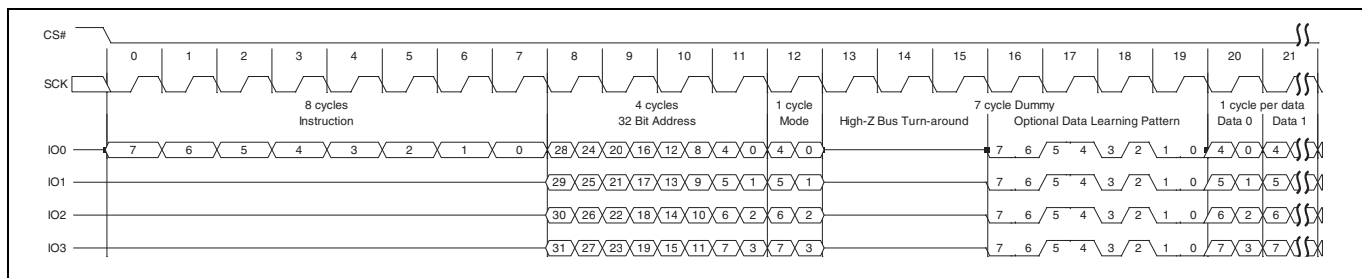 CS#
0 1 2 3 4 5 6 7 8 9 10 11 12 13 14 15 16 17 18 19 20 21
SCK
8 cycles 4 cycles 1 cycle 7 cycle Dummy 1 cycle per data
Instruction 32 Bit Address Mode High-Z Bus Turn-around Optional Data Learning Pattern Data 0 Data 1
IO0 7 6 5 4 3 2 1 0 28 24 20 16 12 8 4 0 4 0 7 6 5 4 3 2 1 0 4 0 4
IO1 29 25 21 17 13 9 5 1 5 1 7 6 5 4 3 2 1 0 5 1 5
IO2 30 26 22 18 14 10 6 2 6 2 7 6 5 4 3 2 1 0 6 2 6
IO3 31 27 23 19 15 11 7 3 7 3 7 6 5 4 3 2 1 0 7 3 7